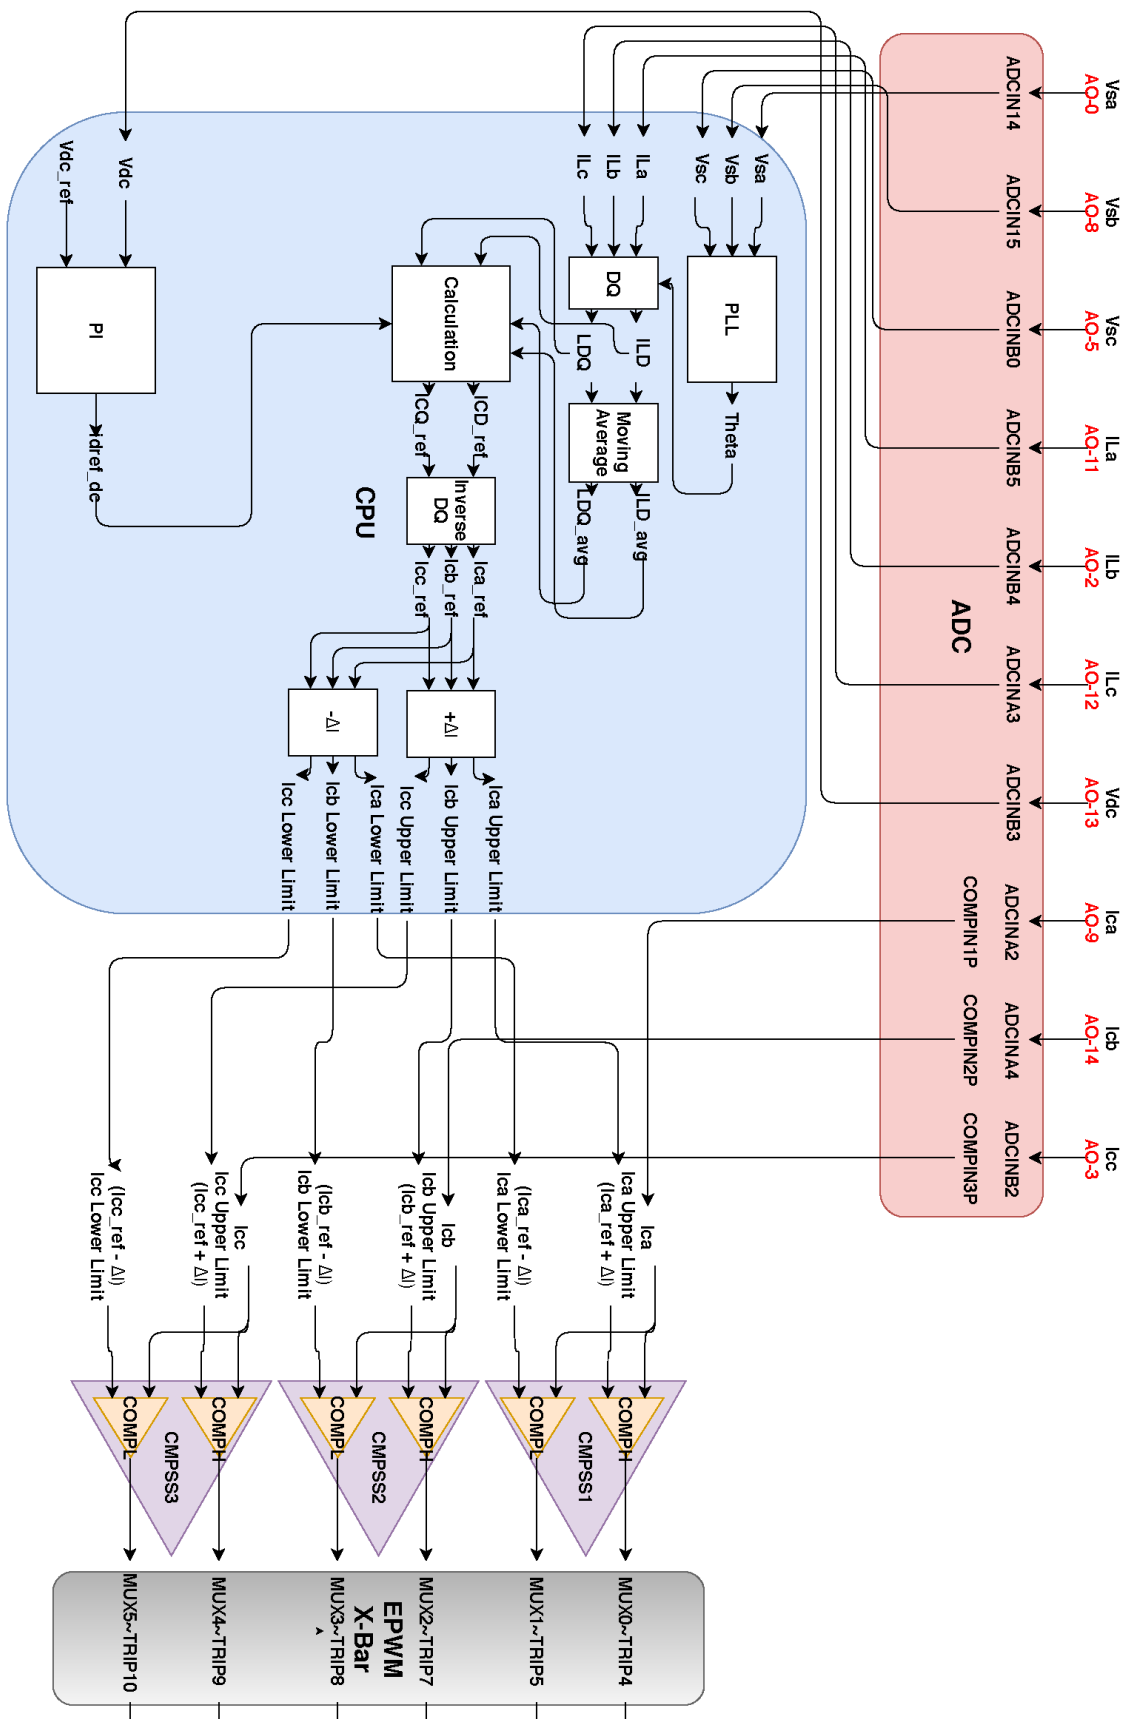 Vsa
AO-0
Vsb
AO-8
Vsc
AO-5
ILa
AO-11
ILb
AO-2
ILc
AO-12
Vdc
AO-13
Ica
AO-9
Icb
AO-14
Icc
AO-3
ADCIN14
ADCIN15
ADCINB0
ADCINB5
ADCINB4
ADCINA3
ADCINB3
ADCINA2
COMPIN1P
ADCINA4
COMPIN2P
ADCINB2
COMPIN3P
ADC
Vsa
Vsb
Vsc
PLL
Theta
ILa
ILb
ILc
DQ
ILD
LDQ
Moving
Average
ILD_avg
LDQ_avg
Calculation
ICD_ref
ICQ_ref
Inverse
DQ
Ica_ref
Icb_ref
Icc_ref
+ΔI
-ΔI
Ica Upper Limit
Icb Upper Limit
Icc Upper Limit
Ica Lower Limit
Icb Lower Limit
Icc Lower Limit
CPU
Vdc
Vdc_ref
PI
idref_dc
Ica
Ica Upper Limit
(Ica_ref + ΔI)
(Ica_ref - ΔI)
Ica Lower Limit
Icb
Icb Upper Limit
(Icb_ref + ΔI)
(Icb_ref - ΔI)
Icb Lower Limit
Icc
Icc Upper Limit
(Icc_ref + ΔI)
(Icc_ref - ΔI)
Icc Lower Limit
COMPH
COMPL
CMPSS1
COMPH
COMPL
CMPSS2
COMPH
COMPL
CMPSS3
MUX0~TRIP4
MUX1~TRIP5
MUX2~TRIP7
EPWM
X-Bar
MUX3~TRIP8
MUX4~TRIP9
MUX5~TRIP10